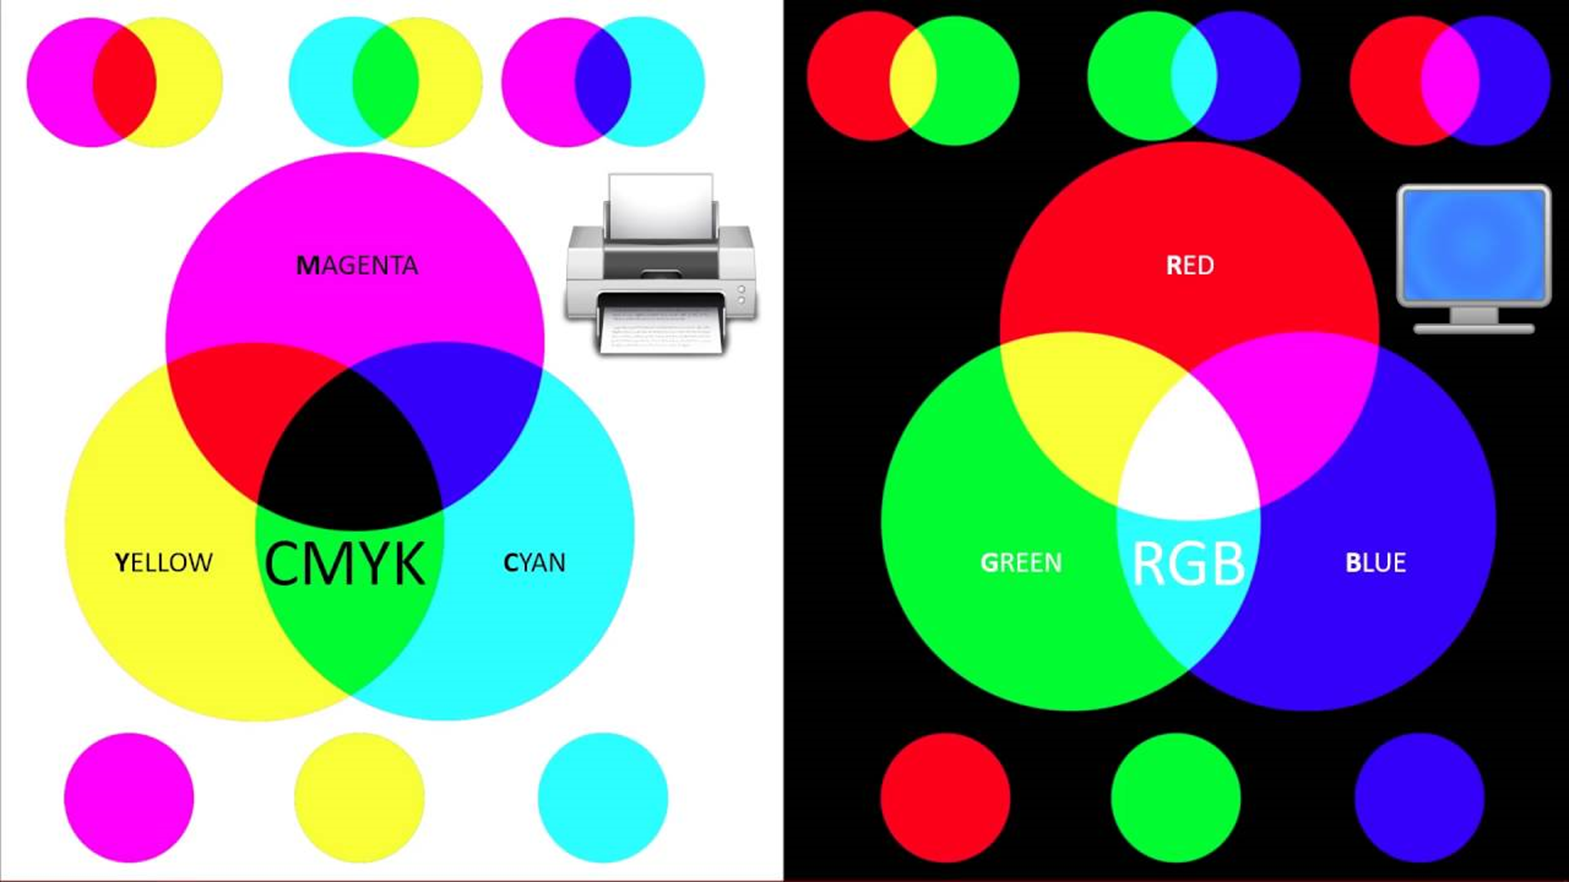 MAGENTA
YELLOW
CMYK
CYAN
RED
GREEN
RGB
BLUE